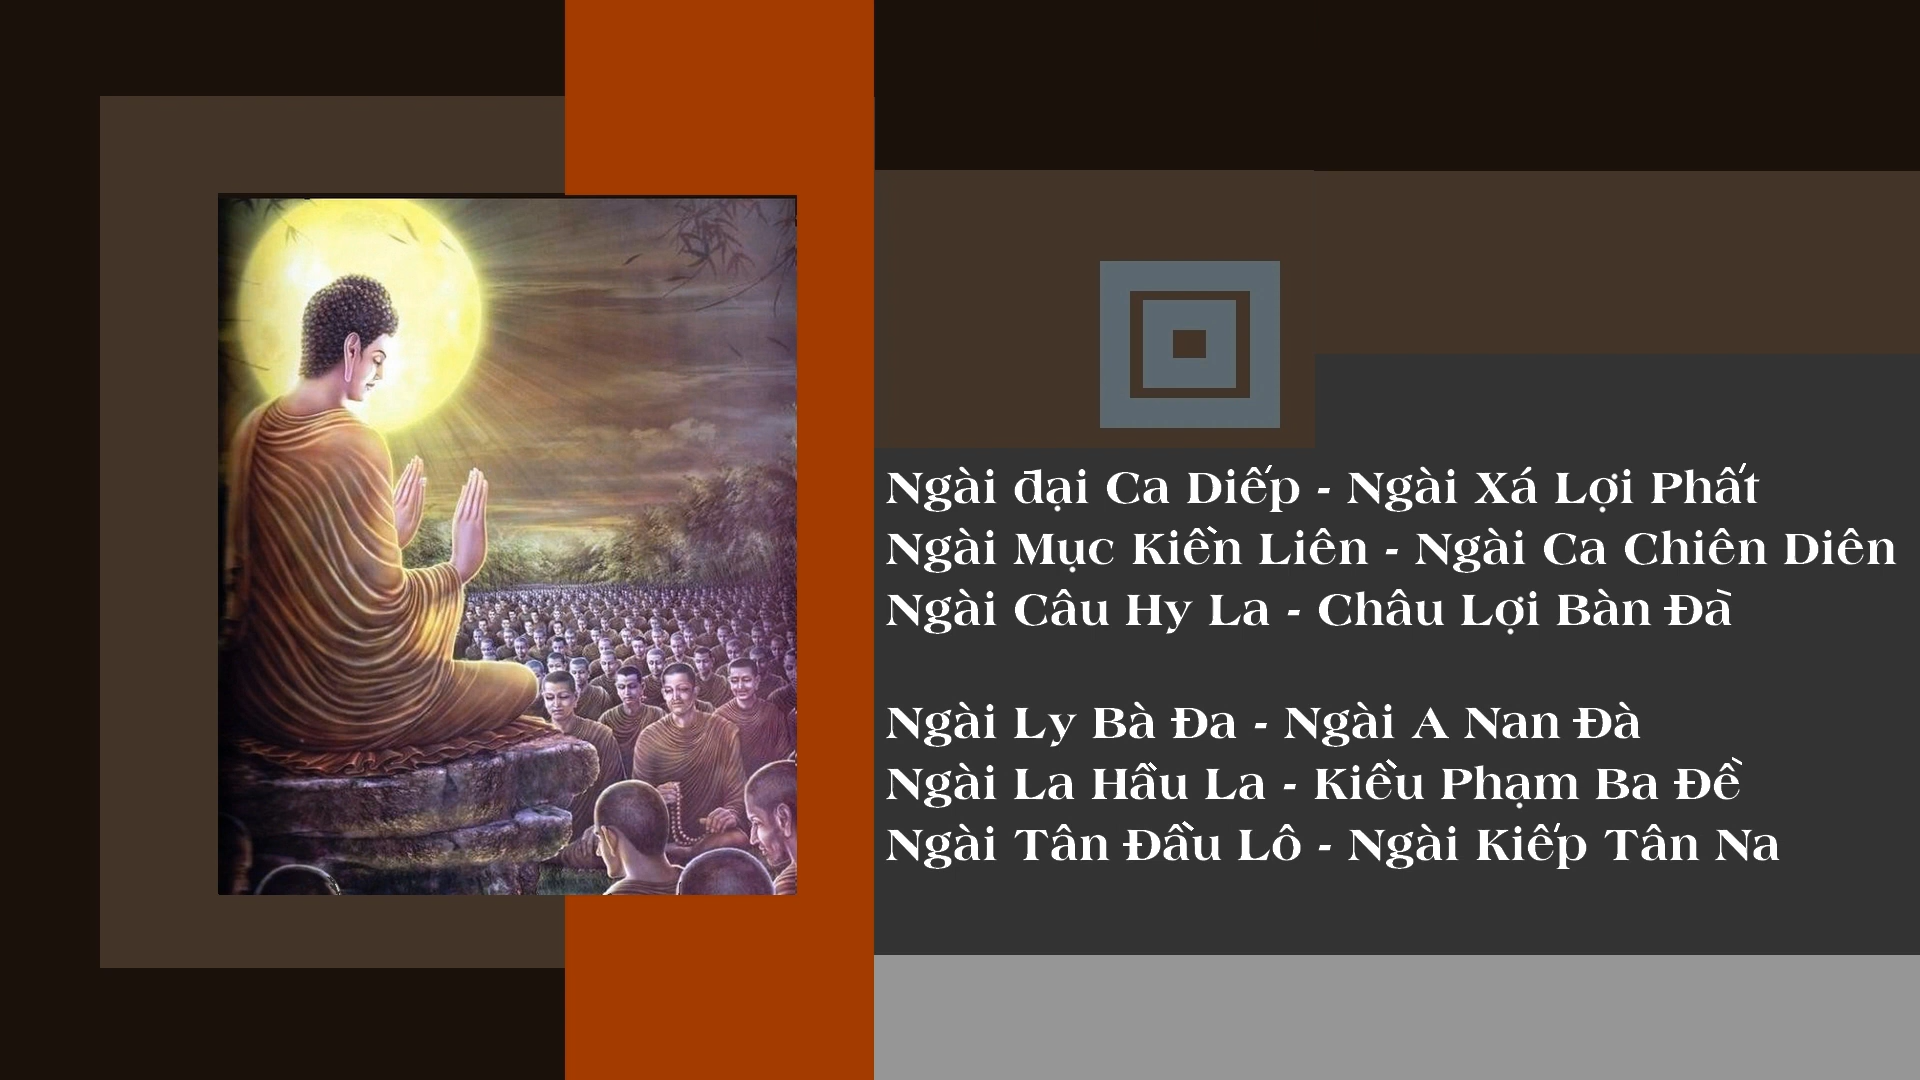 Ngài đại Ca Diếp - Ngài Xá Lợi Phất
Ngài Mục Kiền Liên - Ngài Ca Chiên Diên
Ngài Câu Hy La - Châu Lợi Bàn Đà
Ngài Ly Bà Đa - Ngài A Nan Đà
Ngài La Hầu La - Kiều Phạm Ba Đề
Ngài Tân Đầu Lô - Ngài Kiếp Tân Na